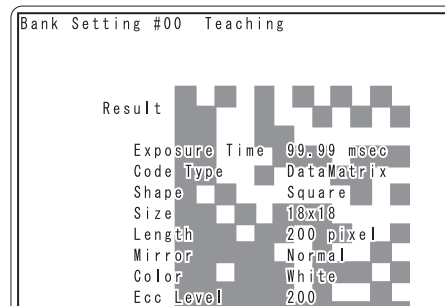 Bank Setting #00 Teaching
Result
Exposure Time 99.99 msec
Code Type DataMatrix
Shape Square
Size 18x18
Length 200 pixel
Mirror Normal
Color White
Ecc Level 200